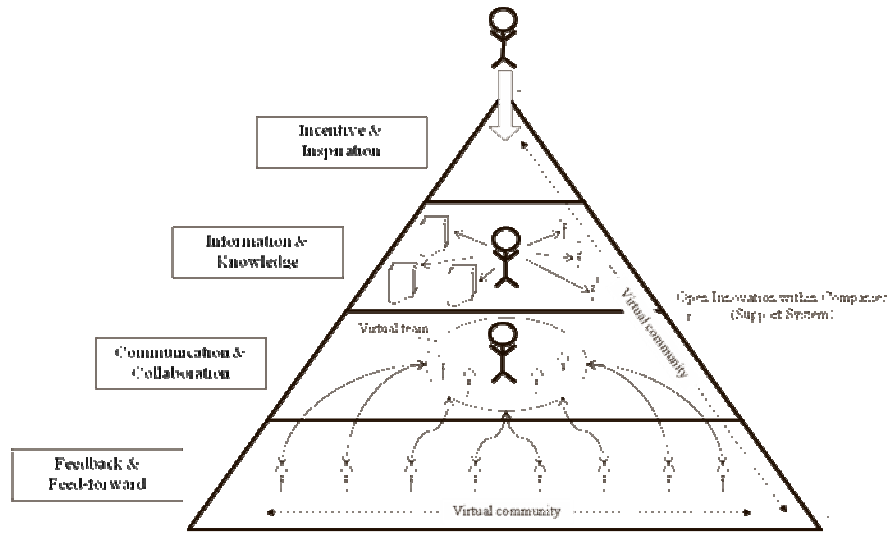 Incentive &
Inspiration
Information &
Knowledge
Virtual community
Open Innovation within Companies
(Support System)
Virtual team
Communication &
Collaboration
Feedback &
Feed-forward
Virtual community